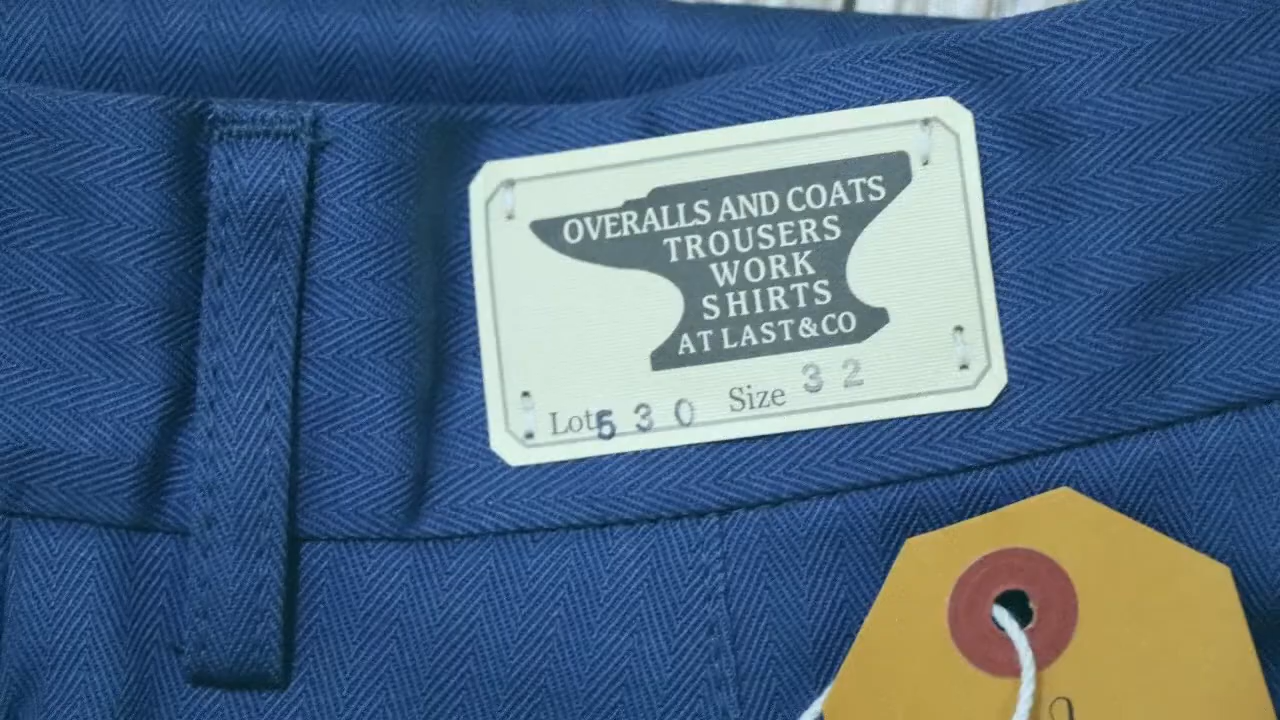 OVERALLS AND COATS
TROUSERS
WORK
SHIRTS
AT LAST&CO
Lot 530 Size 32